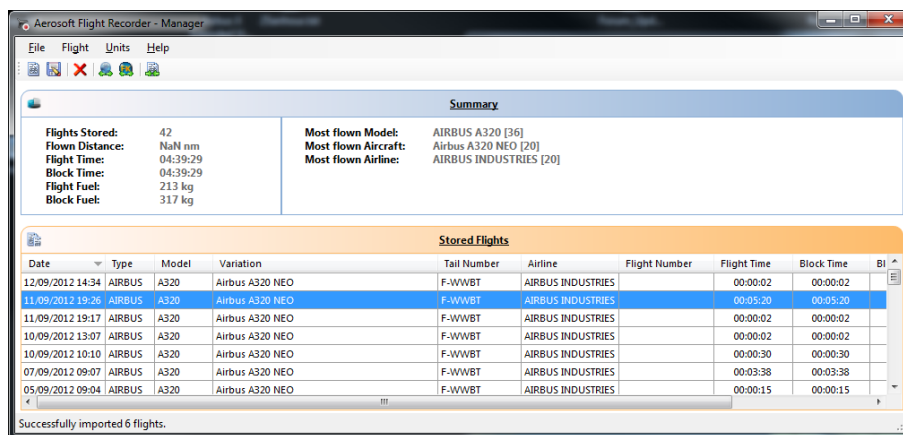 Aerosoft Flight Recorder - Manager
File Flight Units Help
Summary
Flights Stored: 42 Most flown Model: AIRBUS A320 [36]
Flown Distance: NaN nm Most flown Aircraft: Airbus A320 NEO [20]
Flight Time: 04:39:29 Most flown Airline: AIRBUS INDUSTRIES [20]
Block Time: 04:39:29
Flight Fuel: 213 kg
Block Fuel: 317 kg
Stored Flights
Date Type Model Variation Tail Number Airline Flight Number Flight Time Block Time Bl
12/09/2012 14:34 AIRBUS A320 Airbus A320 NEO F-WWBT AIRBUS INDUSTRIES 00:00:02 00:00:02
11/09/2012 19:26 AIRBUS A320 Airbus A320 NEO F-WWBT AIRBUS INDUSTRIES 00:05:20 00:05:20
11/09/2012 19:17 AIRBUS A320 Airbus A320 NEO F-WWBT AIRBUS INDUSTRIES 00:00:02 00:00:02
10/09/2012 13:07 AIRBUS A320 Airbus A320 NEO F-WWBT AIRBUS INDUSTRIES 00:00:02 00:00:02
10/09/2012 10:10 AIRBUS A320 Airbus A320 NEO F-WWBT AIRBUS INDUSTRIES 00:00:30 00:00:30
07/09/2012 09:07 AIRBUS A320 Airbus A320 NEO F-WWBT AIRBUS INDUSTRIES 00:03:38 00:03:38
05/09/2012 09:04 AIRBUS A320 Airbus A320 NEO F-WWBT AIRBUS INDUSTRIES 00:00:15 00:00:15
Successfully imported 6 flights.